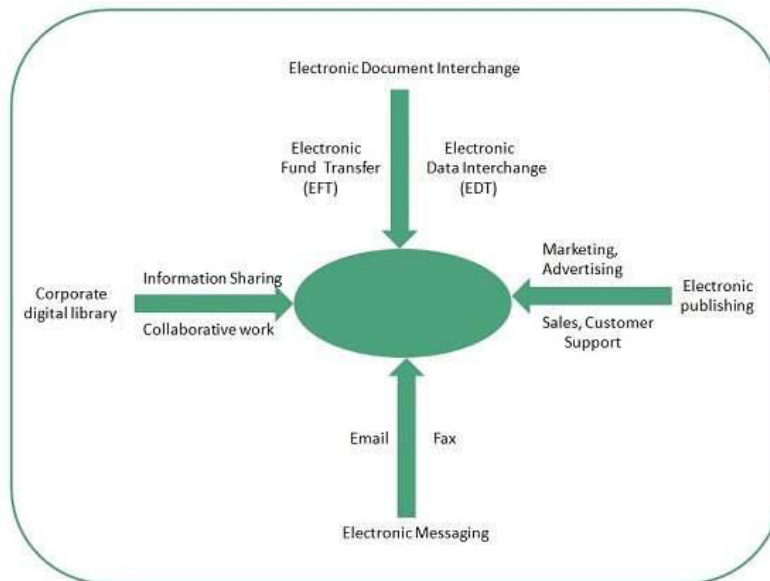 Electronic Document Interchange
Electronic
Fund Transfer
(EFT)
Electronic
Data Interchange
(EDT)
Corporate
digital library
Information Sharing
Collaborative work
Marketing,
Advertising
Sales, Customer
Support
Electronic
publishing
Email
Fax
Electronic Messaging